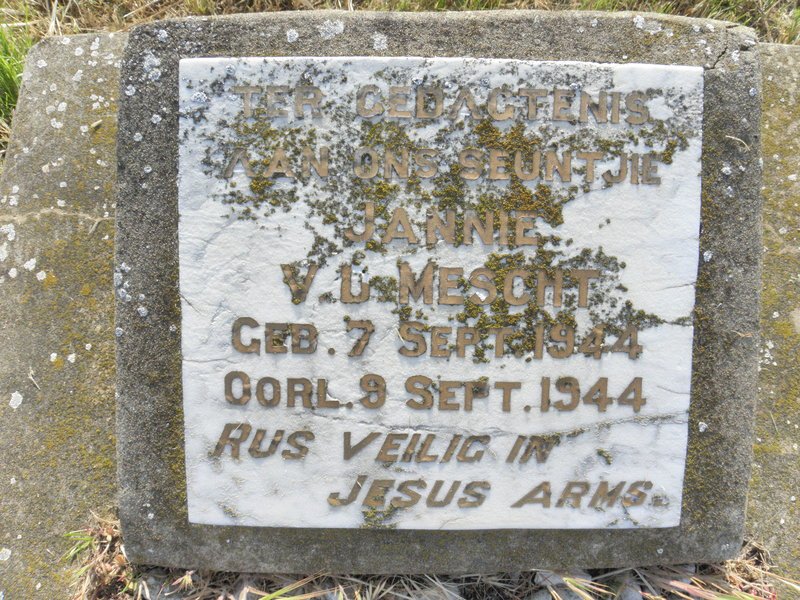 TER GEDAGTENIS
AAN ONS SEUNTJIE
JANNIE
V.D. MESCHT
GEB. 7 SEPT. 1944
OORL. 9 SEPT. 1944
RUS VEILIG IN
JESUS ARMS.